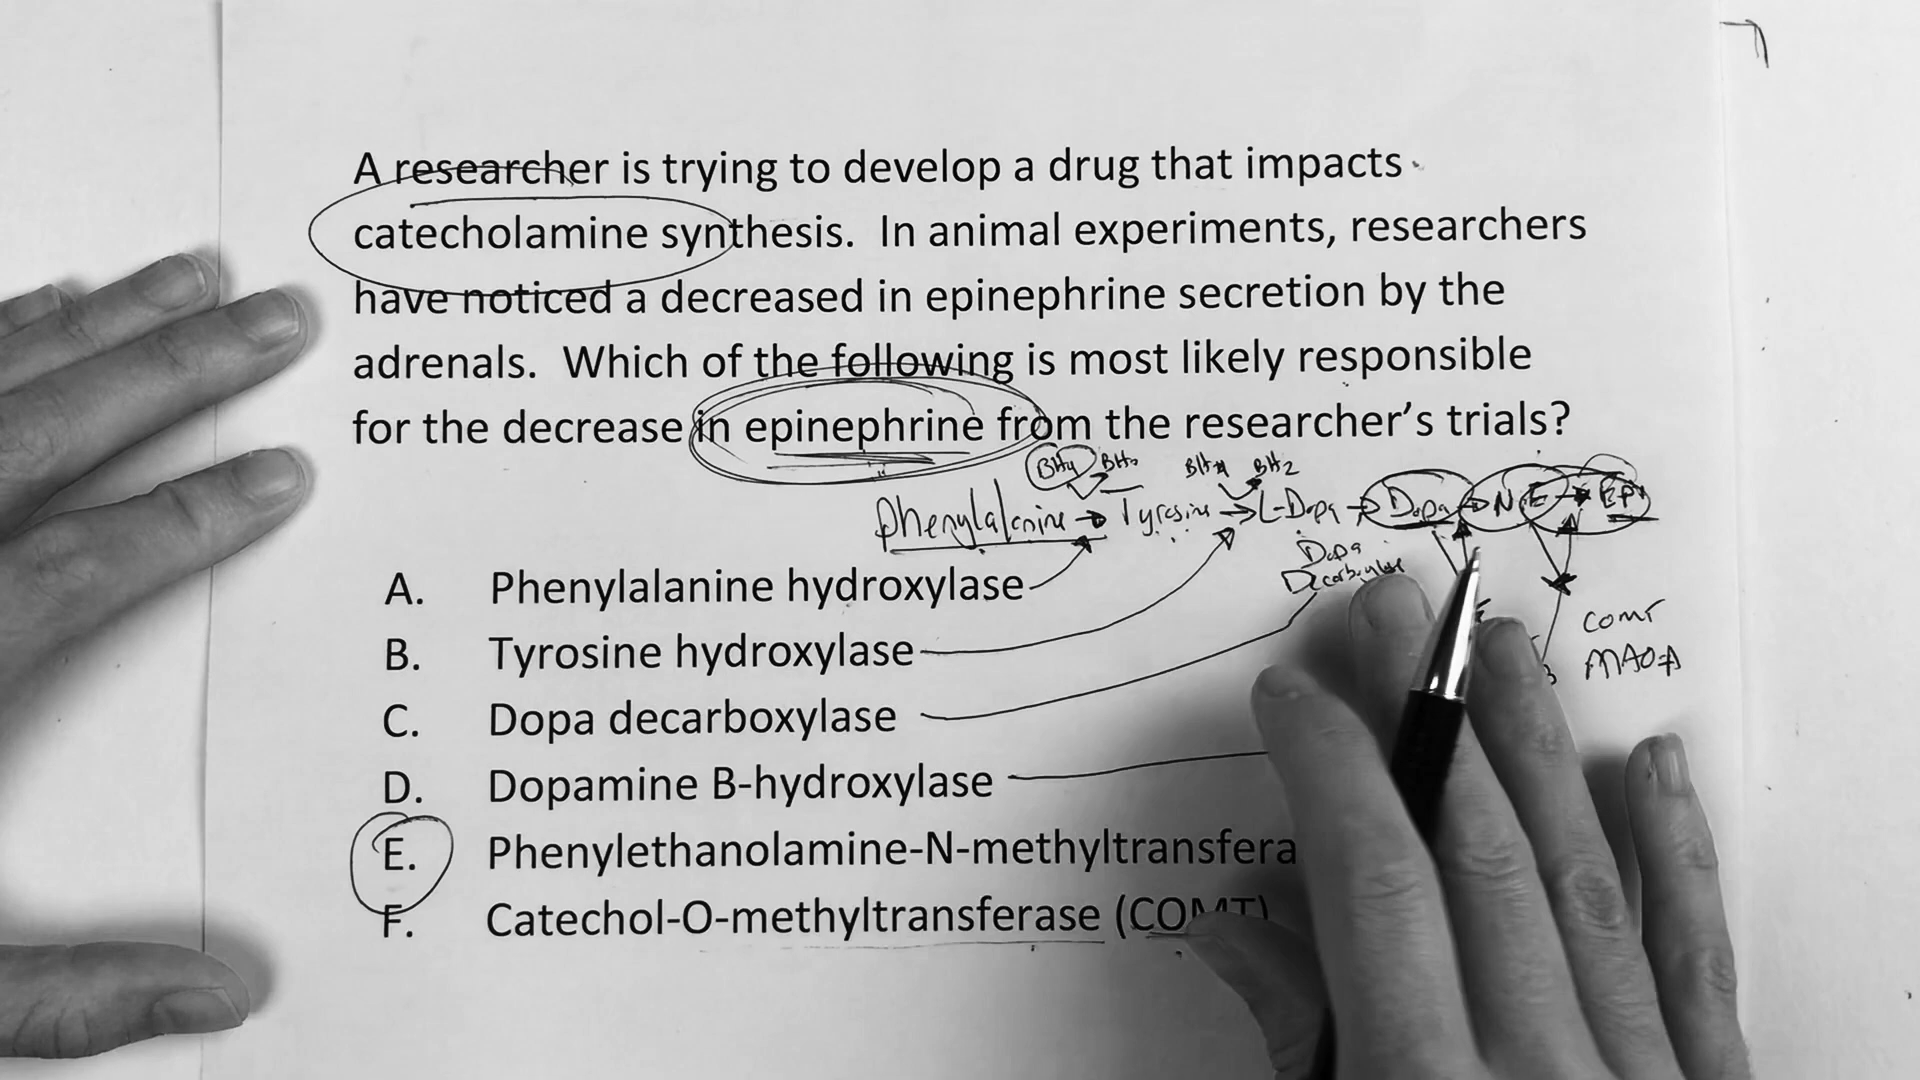 A researcher is trying to develop a drug that impacts
catecholamine synthesis. In animal experiments, researchers
have noticed a decreased in epinephrine secretion by the
adrenals. Which of the following is most likely responsible
for the decrease in epinephrine from the researcher's trials?
BH4 BH2 BH4 BH2
Phenylalanine → Tyrosine → L-Dopa → Dopa → NE → Epi
Dopa
Decarboxylase
A. Phenylalanine hydroxylase
B. Tyrosine hydroxylase
C. Dopa decarboxylase
D. Dopamine B-hydroxylase
E. Phenylethanolamine-N-methyltransfera
F. Catechol-O-methyltransferase (COMT)
COMT
MAO-A